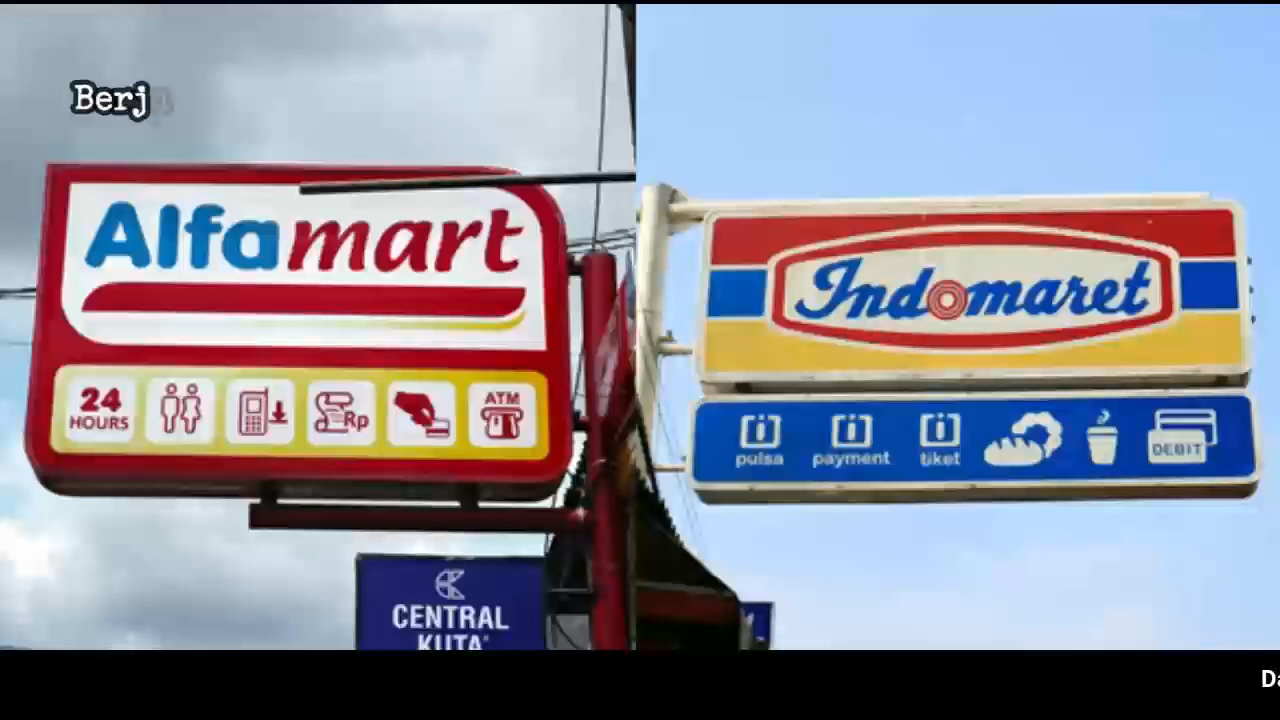 Berj
Alfamart
24
HOURS
Rp
ATM
CENTRAL
KUTA
Indomaret
pulsa
payment
tiket
DEBIT
Da